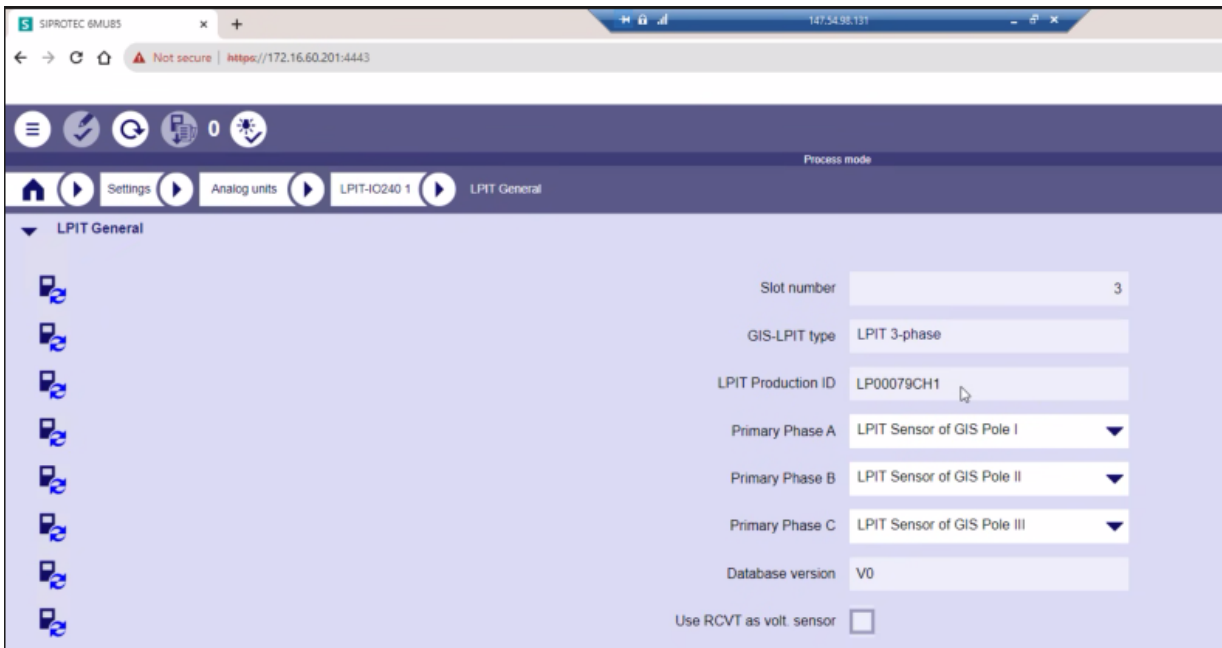 SIPROTEC 6MU85
147.54.98.131
Not secure | https://172.16.60.201:4443
0
Process mode
Settings Analog units LPIT-IO240 1 LPIT General
LPIT General
Slot number 3
GIS-LPIT type LPIT 3-phase
LPIT Production ID LP00079CH1
Primary Phase A LPIT Sensor of GIS Pole I
Primary Phase B LPIT Sensor of GIS Pole II
Primary Phase C LPIT Sensor of GIS Pole III
Database version V0
Use RCVT as volt. sensor